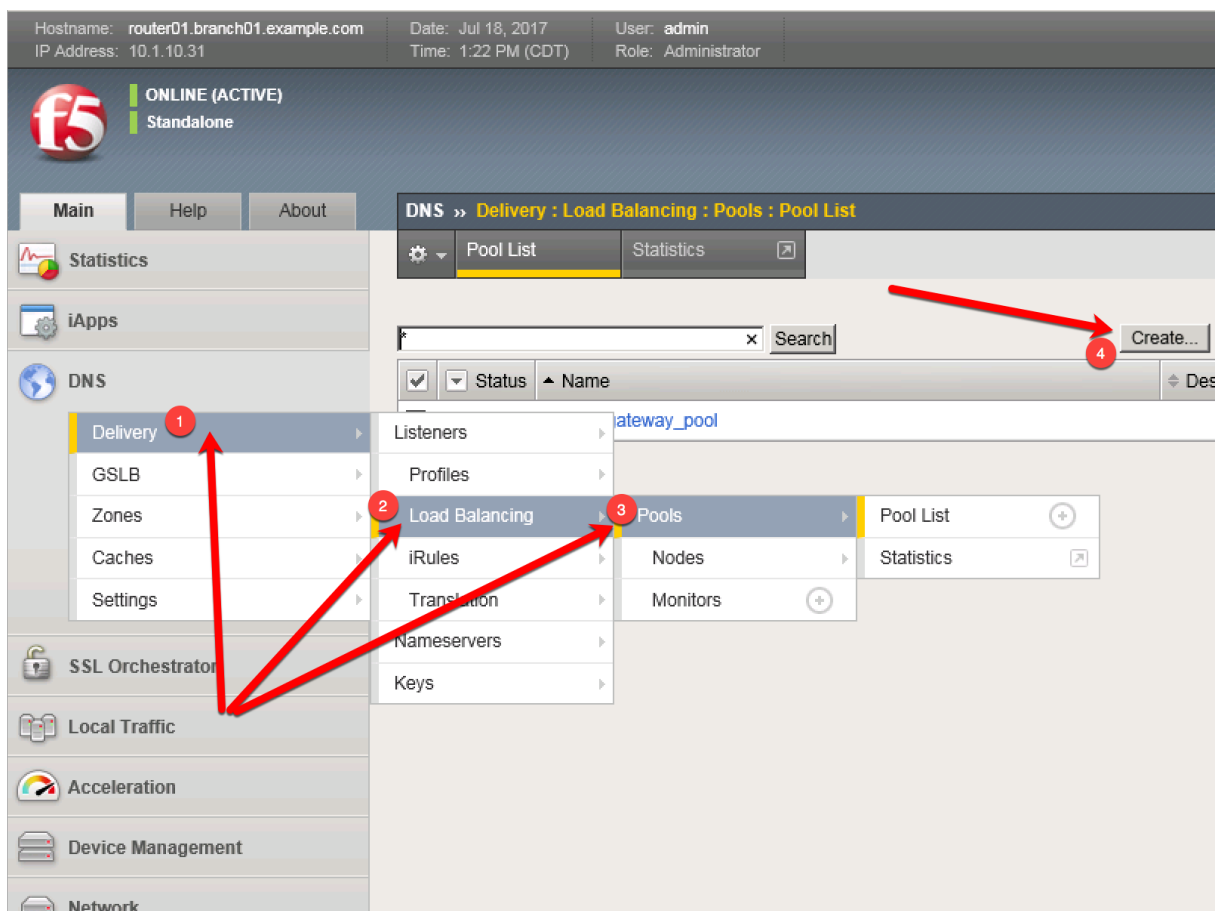 Hostname: router01.branch01.example.com Date: Jul 18, 2017 User: admin
IP Address: 10.1.10.31 Time: 1:22 PM (CDT) Role: Administrator
f5
ONLINE (ACTIVE)
Standalone
Main Help About
DNS » Delivery : Load Balancing : Pools : Pool List
Pool List Statistics
Statistics
iApps
* × Search Create...
4
DNS
Status Name Des
ateway_pool
Delivery 1
Listeners
GSLB
Profiles
Zones
2 Load Balancing
3 Pools
Pool List
Caches
iRules
Nodes
Statistics
Settings
Translation
Monitors
Nameservers
SSL Orchestrator
Keys
Local Traffic
Acceleration
Device Management
Network